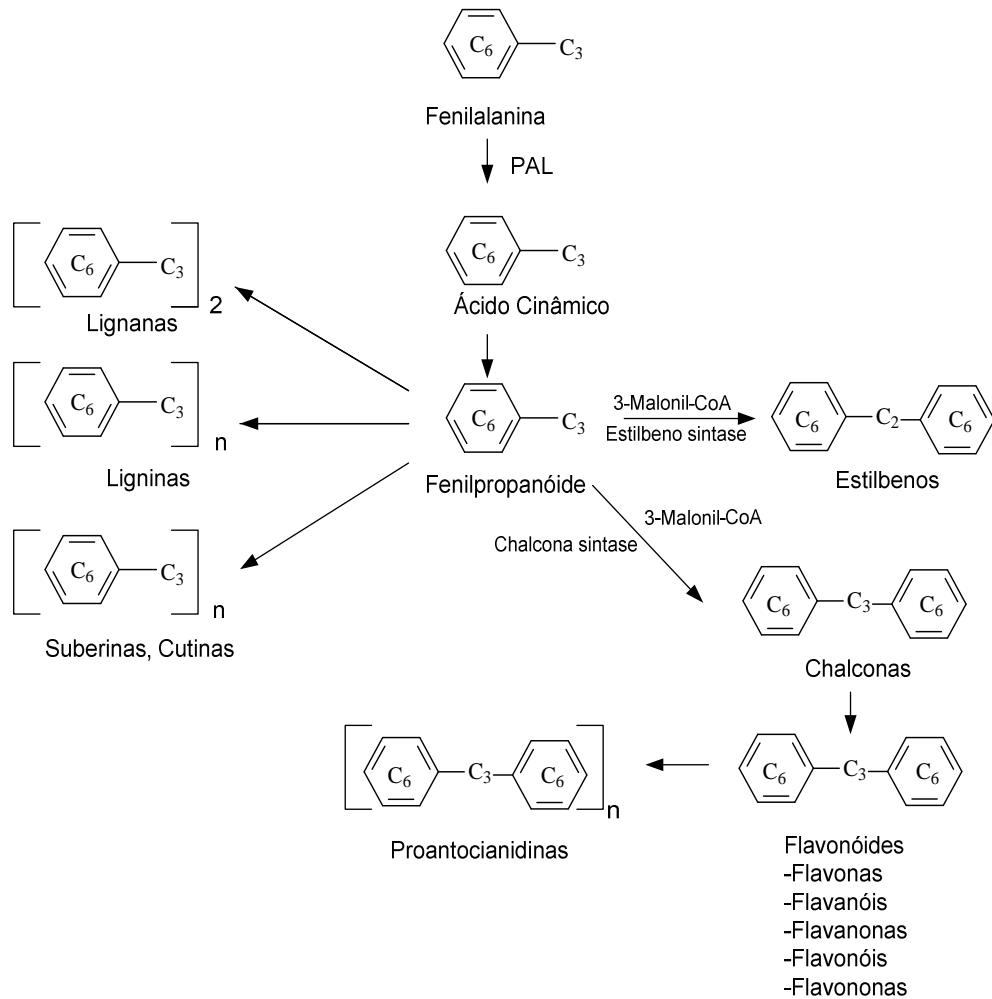 C6 C3
Fenilalanina
PAL
C6 C3
Ácido Cinâmico
C6 C3 2
Lignanas
C6 C3 n
Ligninas
C6 C3
Fenilpropanóide
3-Malonil-CoA
Estilbeno sintase
C6 C2 C6
Estilbenos
3-Malonil-CoA
Chalcona sintase
C6 C3 n
Suberinas, Cutinas
C6 C3 C6
Chalconas
C6 C3 C6 n
Proantocianidinas
C6 C3 C6
Flavonóides
-Flavonas
-Flavanóis
-Flavanonas
-Flavonóis
-Flavononas